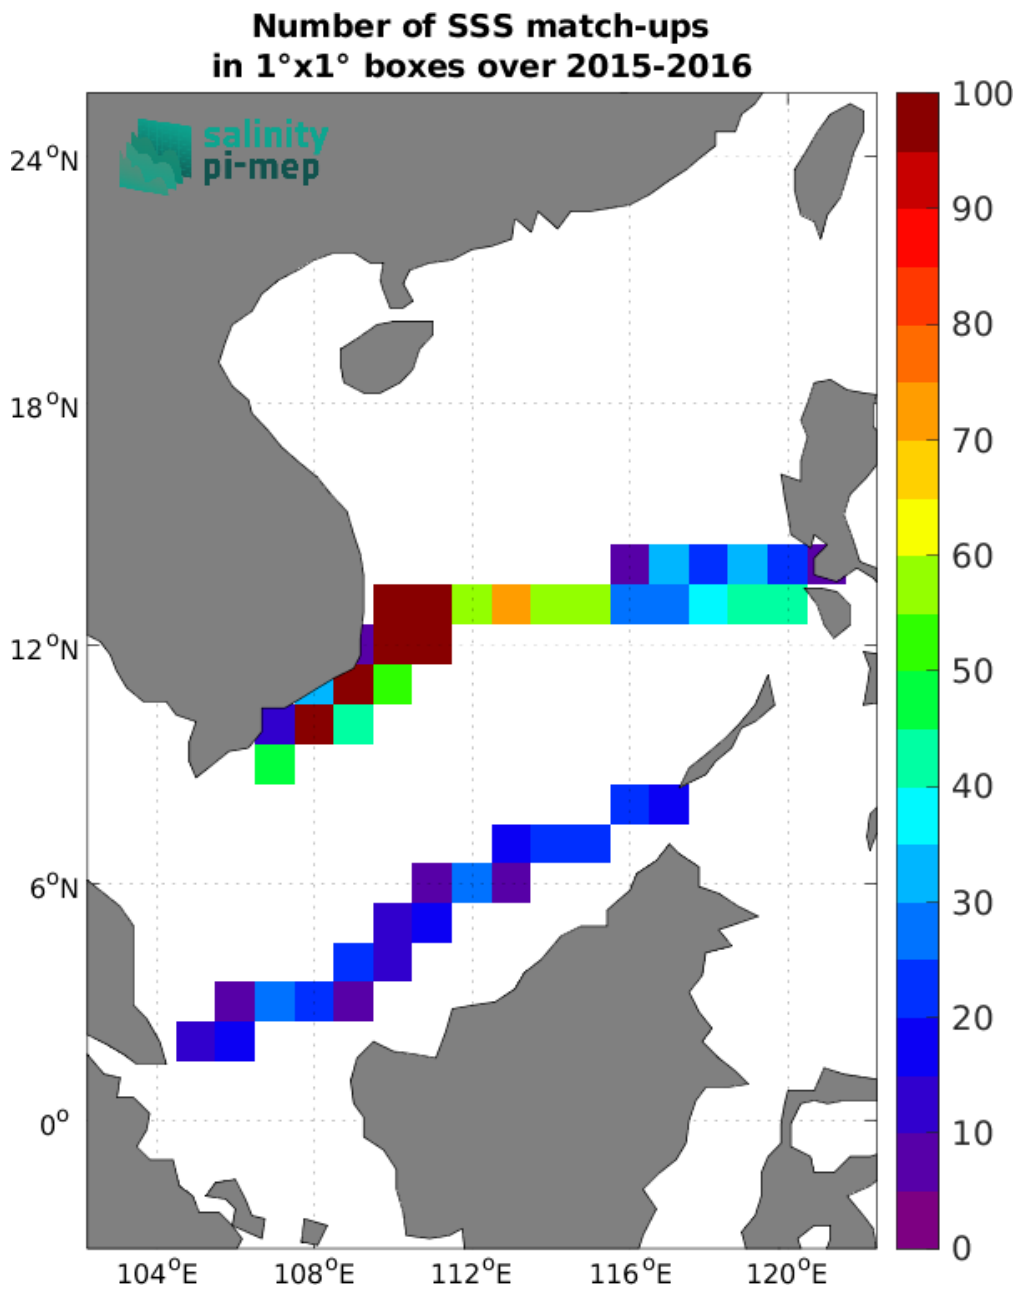 Number of SSS match-ups
in 1°x1° boxes over 2015-2016
salinity
pi-mep
24°N
18°N
12°N
6°N
0°
104°E 108°E 112°E 116°E 120°E
100
90
80
70
60
50
40
30
20
10
0